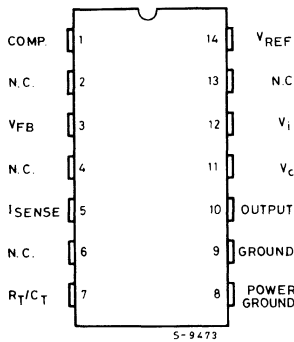 COMP. 1 14 VREF
N.C. 2 13 N.C
VFB 3 12 Vi
N.C. 4 11 Vc
ISENSE 5 10 OUTPUT
N.C. 6 9 GROUND
RT/CT 7 8 POWER GROUND
S-9473